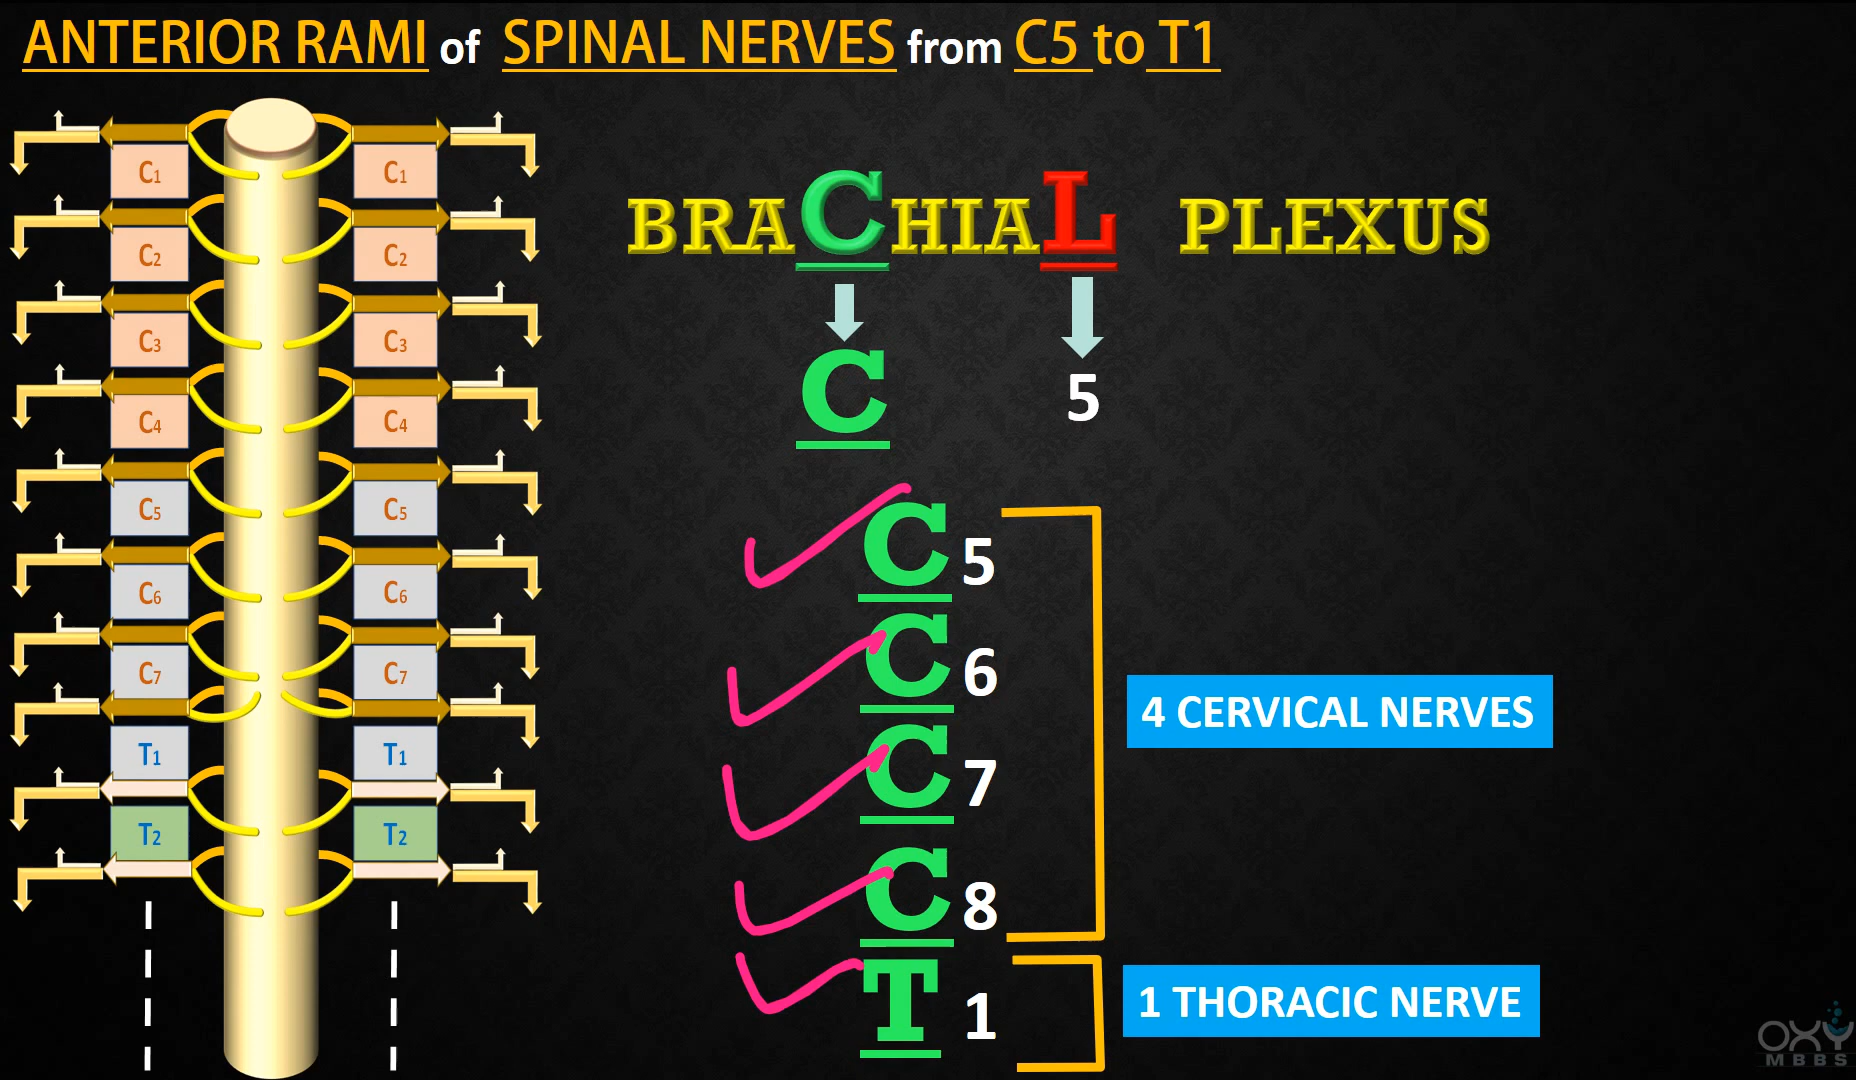 ANTERIOR RAMI of SPINAL NERVES from C5 to T1
BRACHIAL PLEXUS
C 5
C5
C6
C7
C8
T1
4 CERVICAL NERVES
1 THORACIC NERVE
C1 C1
C2 C2
C3 C3
C4 C4
C5 C5
C6 C6
C7 C7
T1 T1
T2 T2
OXY
MBBS